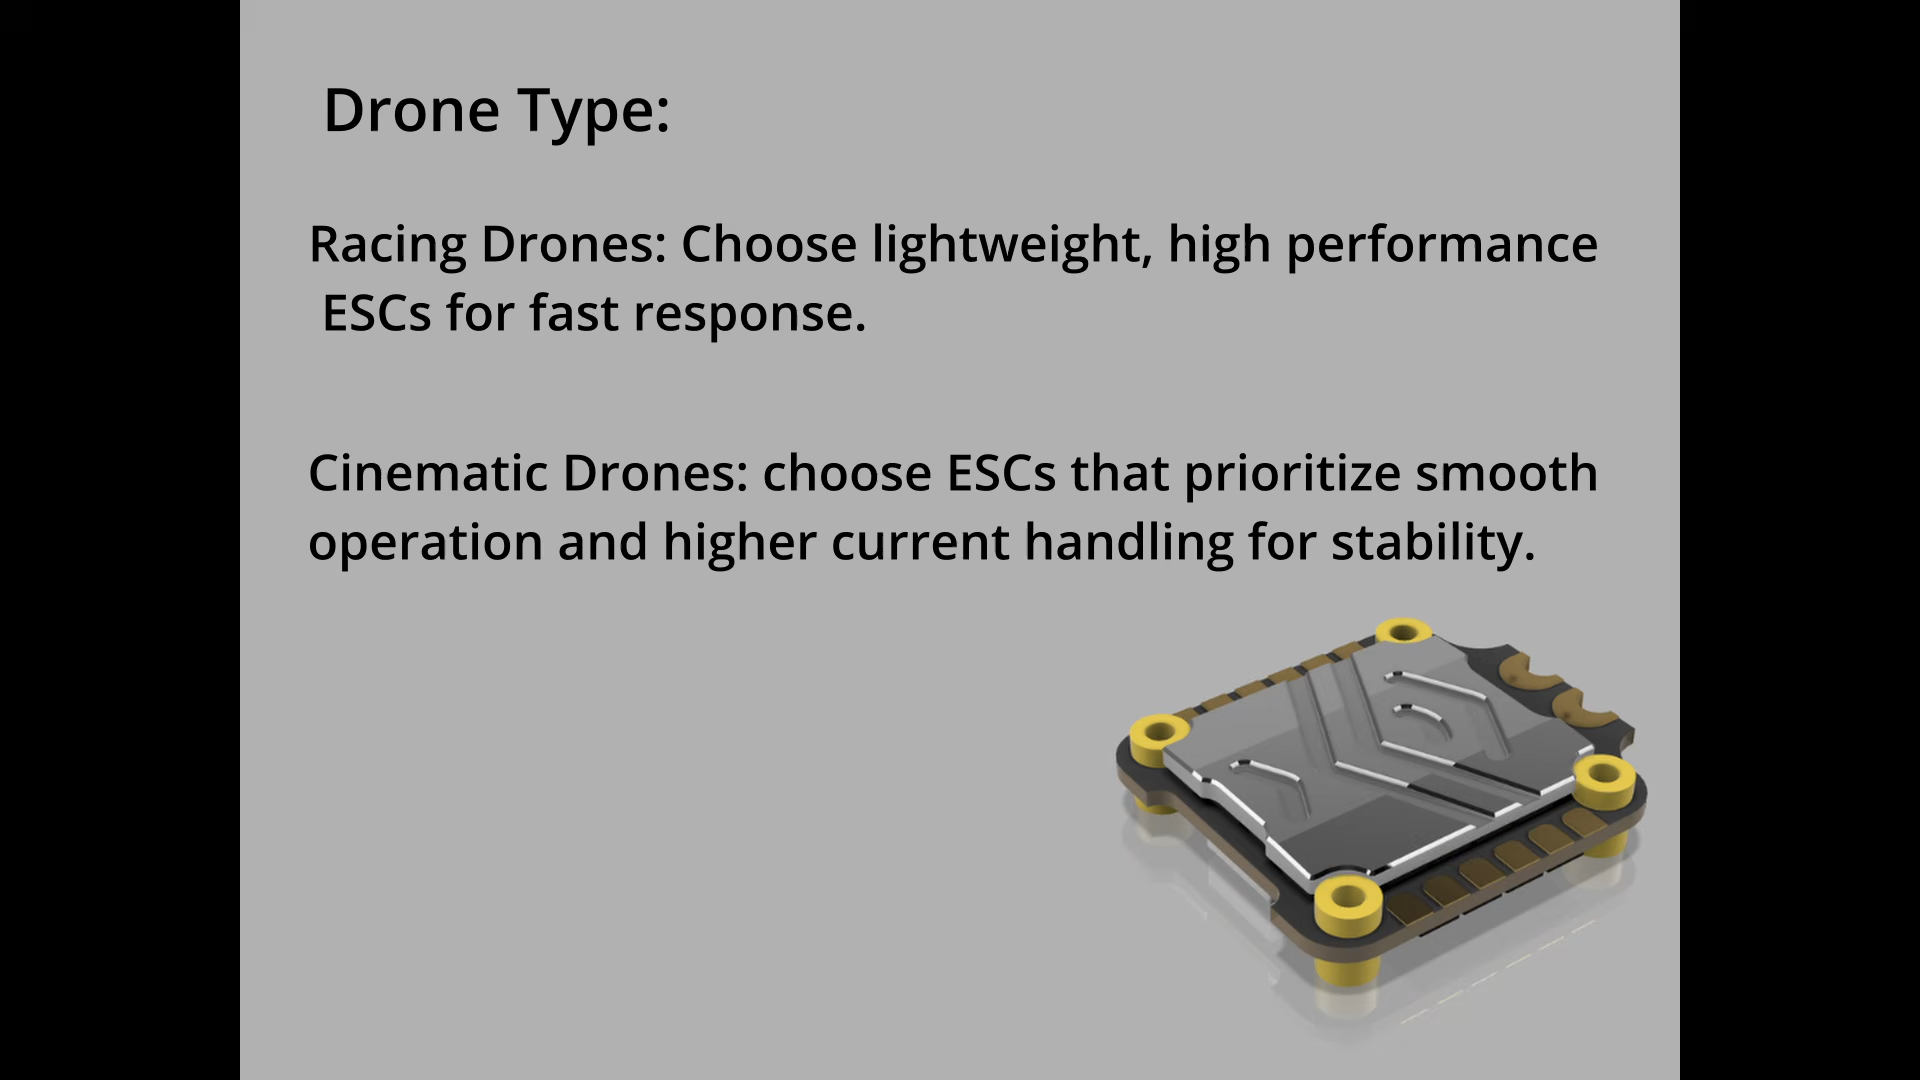 Drone Type:
Racing Drones: Choose lightweight, high performance
ESCs for fast response.
Cinematic Drones: choose ESCs that prioritize smooth
operation and higher current handling for stability.